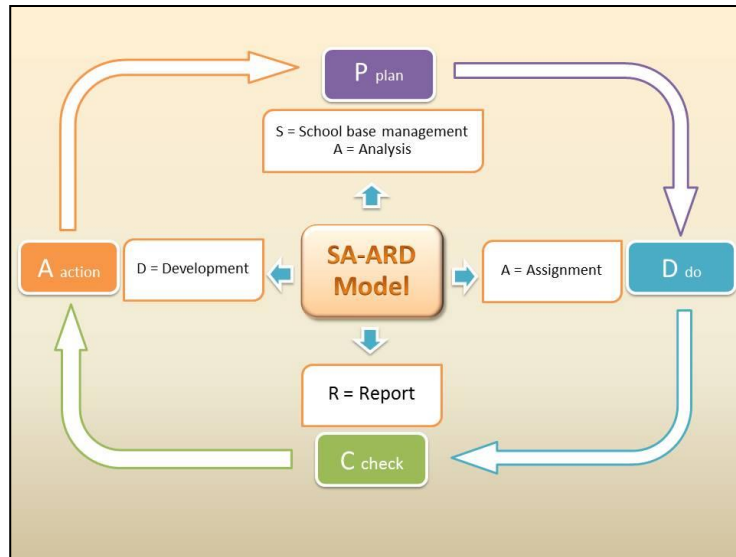 P plan
S = School base management
A = Analysis
A action
D = Development
SA-ARD
Model
A = Assignment
D do
R = Report
C check